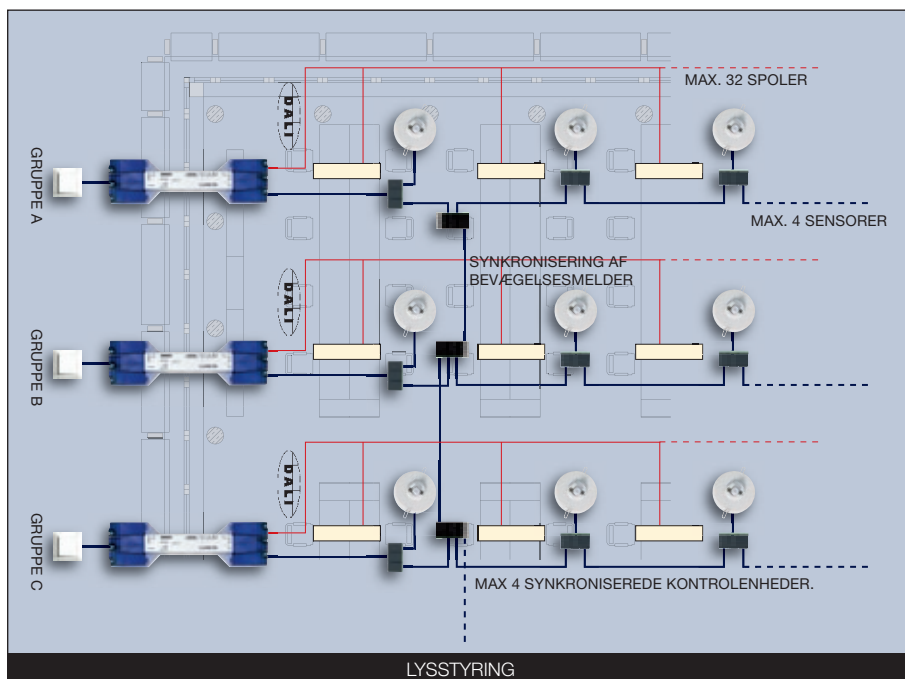 MAX. 32 SPOLER
DALI
GRUPPE A
MAX. 4 SENSORER
SYNKRONISERING AF
BEVÆGELSESMELDER
DALI
GRUPPE B
DALI
GRUPPE C
MAX 4 SYNKRONISEREDE KONTROLENHEDER.
LYSSTYRING